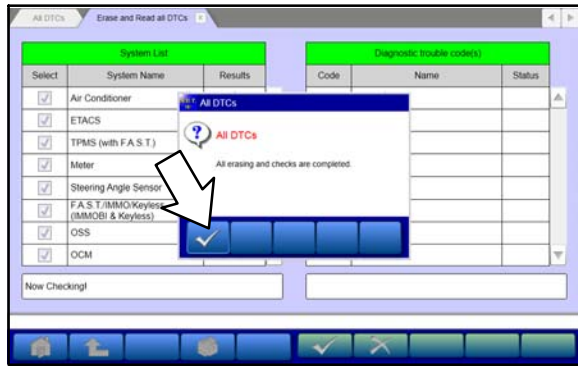 All DTCs
Erase and Read all DTCs
System List
Diagnostic trouble code(s)
Select
System Name
Results
Code
Name
Status
Air Conditioner
ETACS
TPMS (with F.A.S.T.)
Meter
Steering Angle Sensor
F.A.S.T./IMMO/Keyless
(IMMOBI & Keyless)
OSS
OCM
All DTCs
All DTCs
All erasing and checks are completed.
Now Checking!